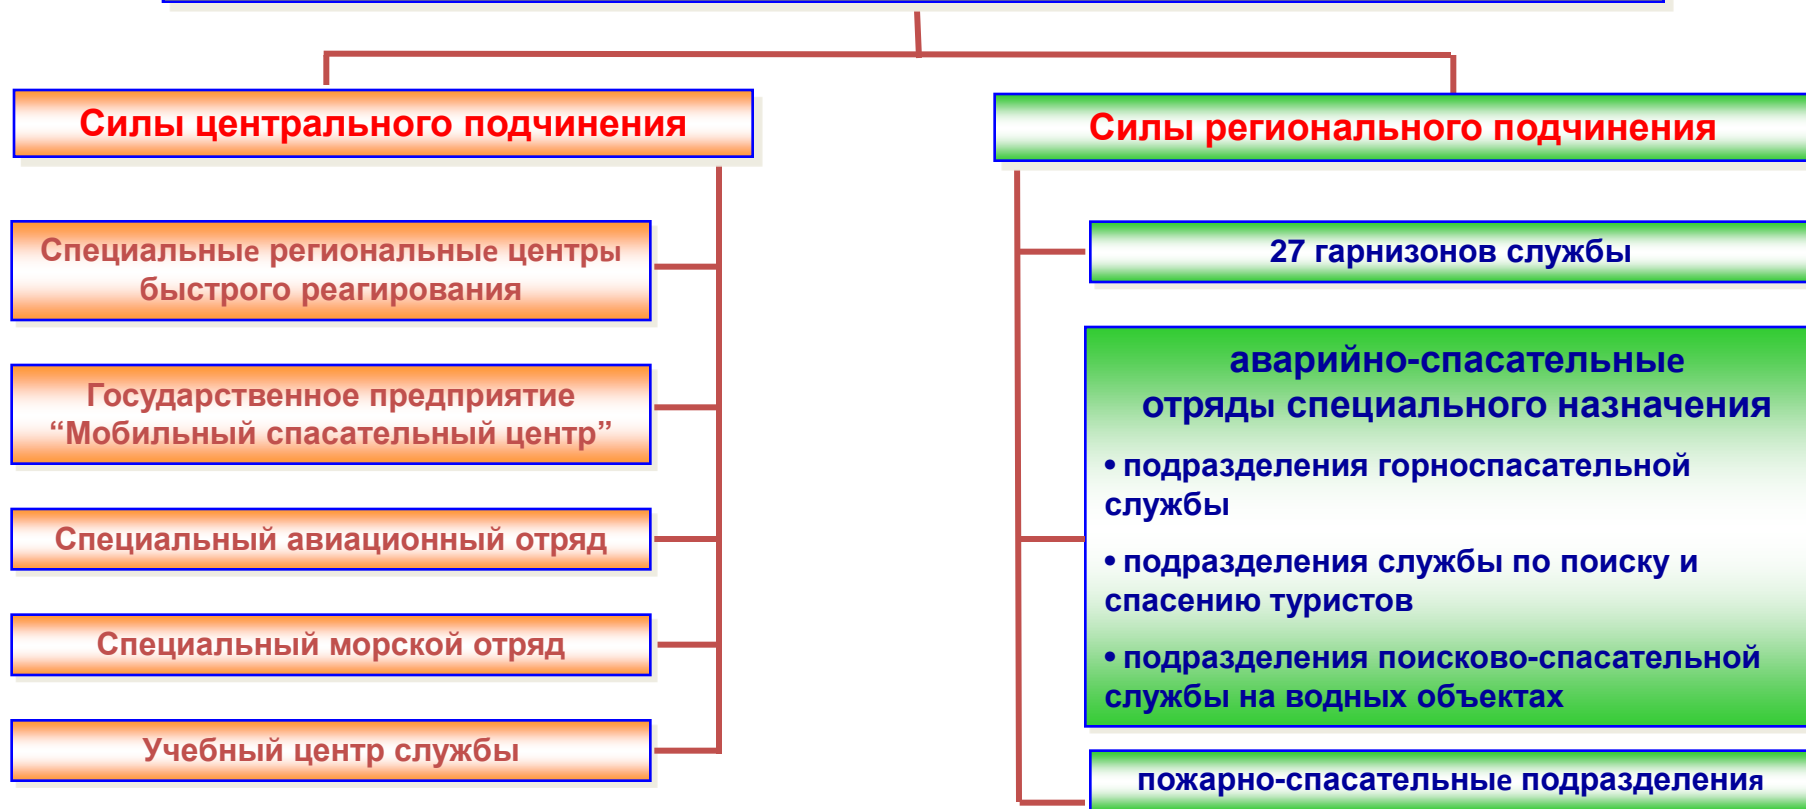 Силы центрального подчинения
Специальные региональные центры
быстрого реагирования
Государственное предприятие
“Мобильный спасательный центр”
Специальный авиационный отряд
Специальный морской отряд
Учебный центр службы
Силы регионального подчинения
27 гарнизонов службы
аварийно-спасательные
отряды специального назначения
• подразделения горноспасательной
службы
• подразделения службы по поиску и
спасению туристов
• подразделения поисково-спасательной
службы на водных объектах
пожарно-спасательные подразделения